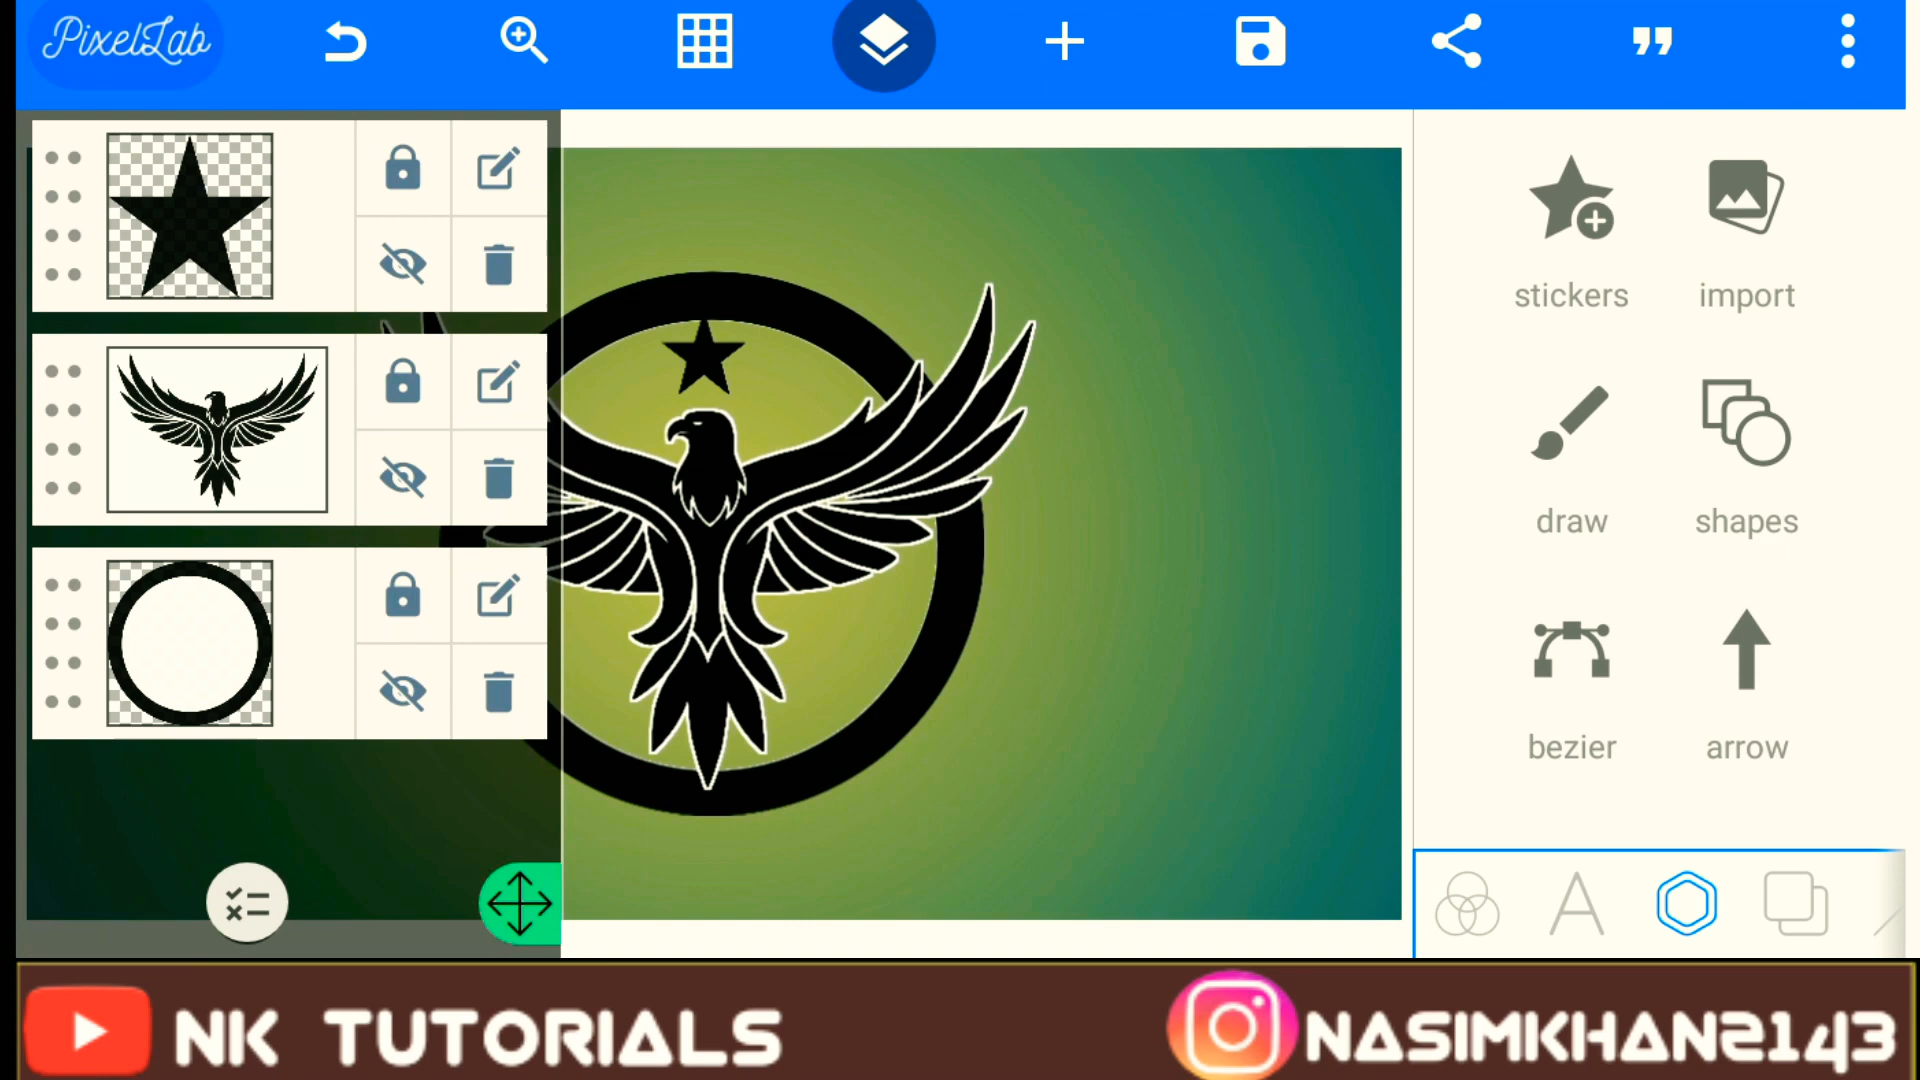 PixelLab
stickers
import
draw
shapes
bezier
arrow
NK TUTORIALS
NASIMKHAN2143